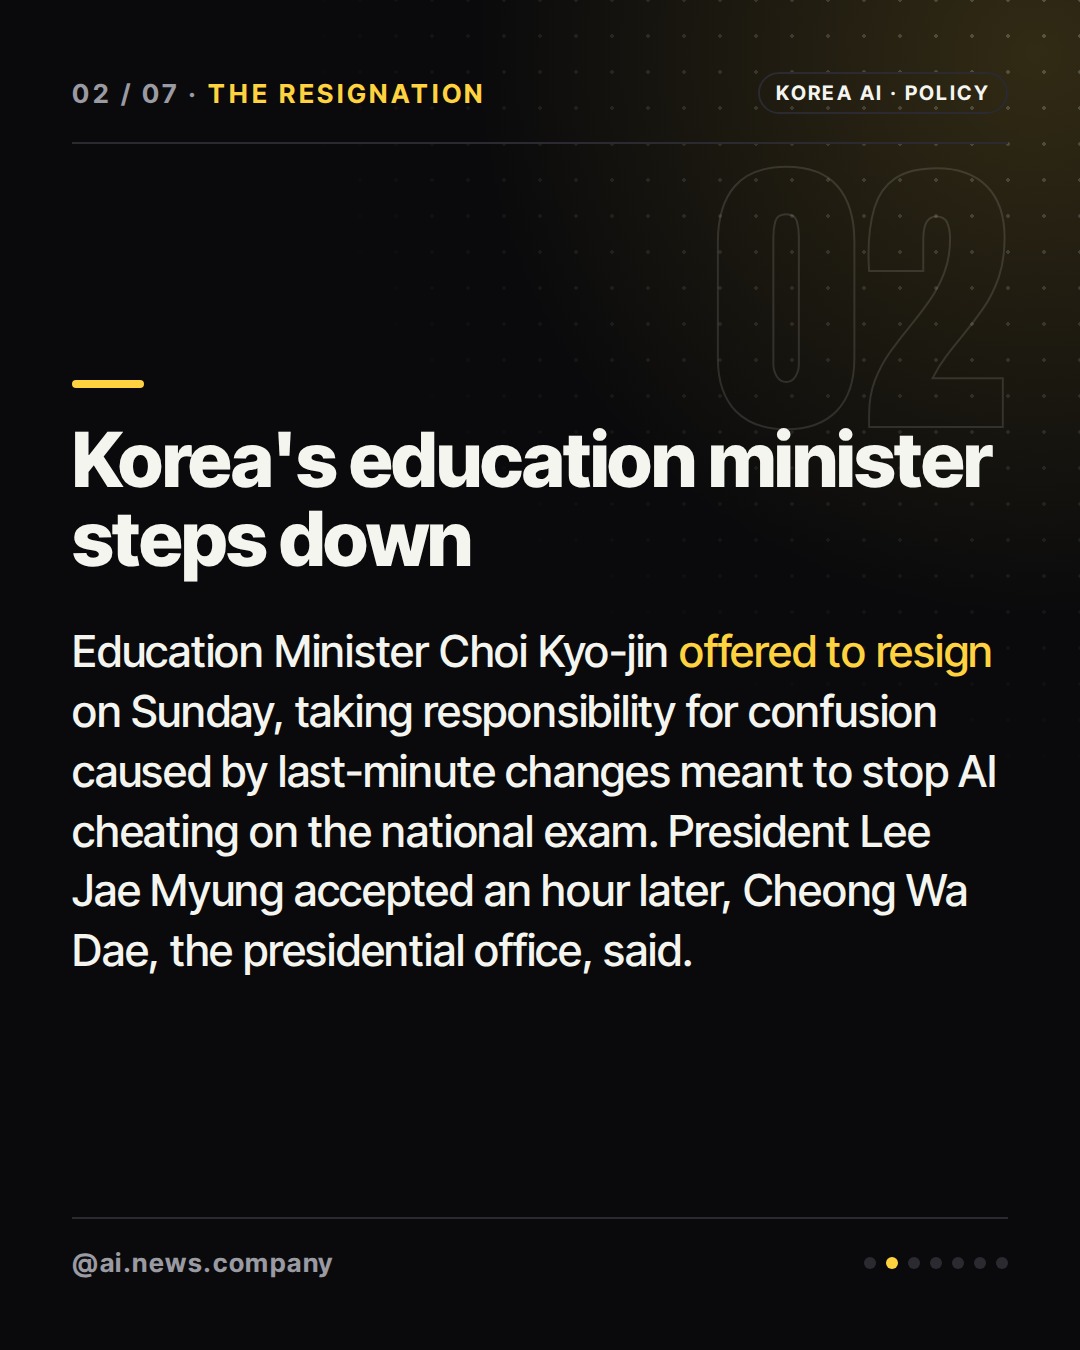 02 / 07 · THE RESIGNATION
KOREA AI · POLICY
02
Korea's education minister
steps down
Education Minister Choi Kyo-jin offered to resign
on Sunday, taking responsibility for confusion
caused by last-minute changes meant to stop AI
cheating on the national exam. President Lee
Jae Myung accepted an hour later, Cheong Wa
Dae, the presidential office, said.
@ai.news.company